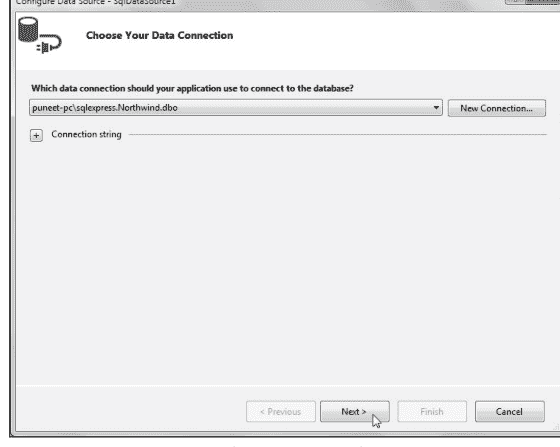 Configure Data Source - SqlDataSource1
Choose Your Data Connection
Which data connection should your application use to connect to the database?
puneet-pc\sqlexpress.Northwind.dbo
New Connection...
+ Connection string
< Previous
Next >
Finish
Cancel